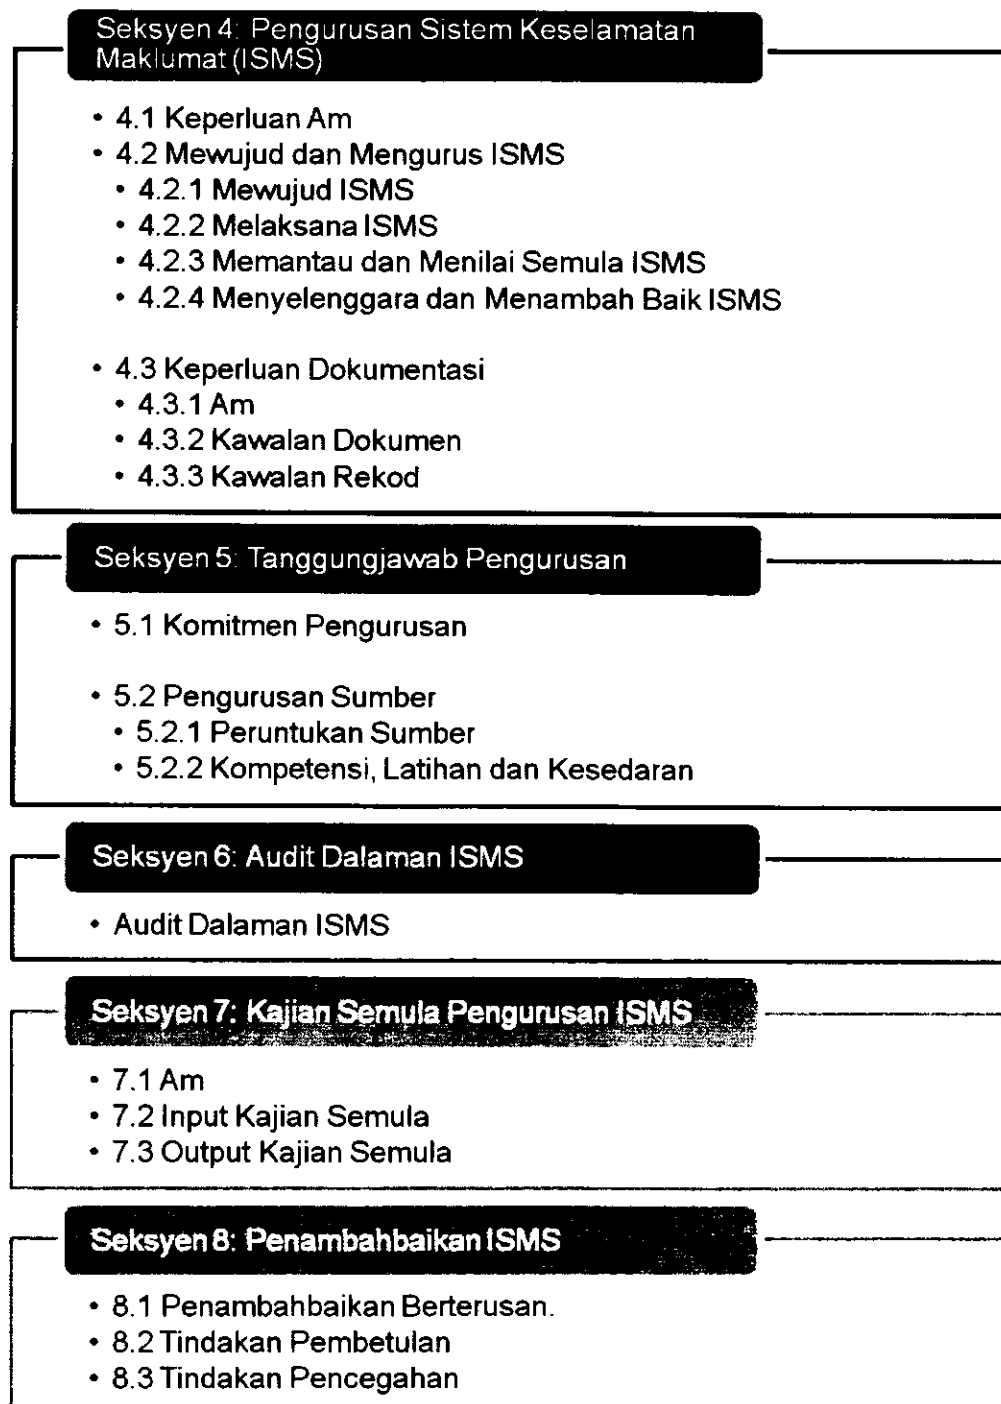 Seksyen 4: Pengurusan Sistem Keselamatan
Maklumat (ISMS)
• 4.1 Keperluan Am
• 4.2 Mewujud dan Mengurus ISMS
• 4.2.1 Mewujud ISMS
• 4.2.2 Melaksana ISMS
• 4.2.3 Memantau dan Menilai Semula ISMS
• 4.2.4 Menyelenggara dan Menambah Baik ISMS
• 4.3 Keperluan Dokumentasi
• 4.3.1 Am
• 4.3.2 Kawalan Dokumen
• 4.3.3 Kawalan Rekod
Seksyen 5: Tanggungjawab Pengurusan
• 5.1 Komitmen Pengurusan
• 5.2 Pengurusan Sumber
• 5.2.1 Peruntukan Sumber
• 5.2.2 Kompetensi, Latihan dan Kesedaran
Seksyen 6: Audit Dalaman ISMS
• Audit Dalaman ISMS
Seksyen 7: Kajian Semula Pengurusan ISMS
• 7.1 Am
• 7.2 Input Kajian Semula
• 7.3 Output Kajian Semula
Seksyen 8: Penambahbaikan ISMS
• 8.1 Penambahbaikan Berterusan.
• 8.2 Tindakan Pembetulan
• 8.3 Tindakan Pencegahan